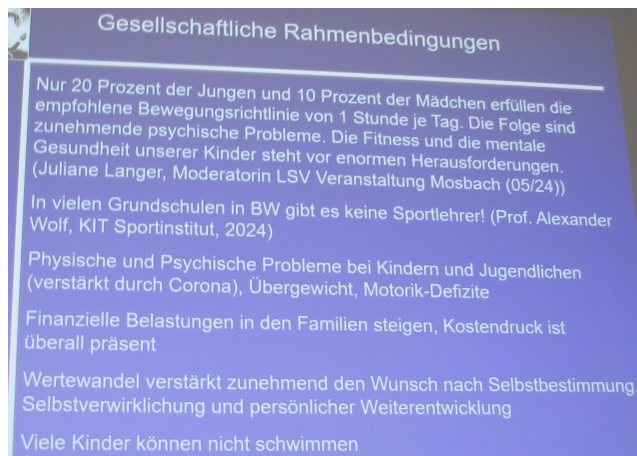 Gesellschaftliche Rahmenbedingungen
Nur 20 Prozent der Jungen und 10 Prozent der Mädchen erfüllen die
empfohlene Bewegungsrichtlinie von 1 Stunde je Tag. Die Folge sind
zunehmende psychische Probleme. Die Fitness und die mentale
Gesundheit unserer Kinder steht vor enormen Herausforderungen.
(Juliane Langer, Moderatorin LSV Veranstaltung Mosbach (05/24))
In vielen Grundschulen in BW gibt es keine Sportlehrer! (Prof. Alexander
Wolf, KIT Sportinstitut, 2024)
Physische und Psychische Probleme bei Kindern und Jugendlichen
(verstärkt durch Corona), Übergewicht, Motorik-Defizite
Finanzielle Belastungen in den Familien steigen, Kostendruck ist
überall präsent
Wertewandel verstärkt zunehmend den Wunsch nach Selbstbestimmung.
Selbstverwirklichung und persönlicher Weiterentwicklung
Viele Kinder können nicht schwimmen